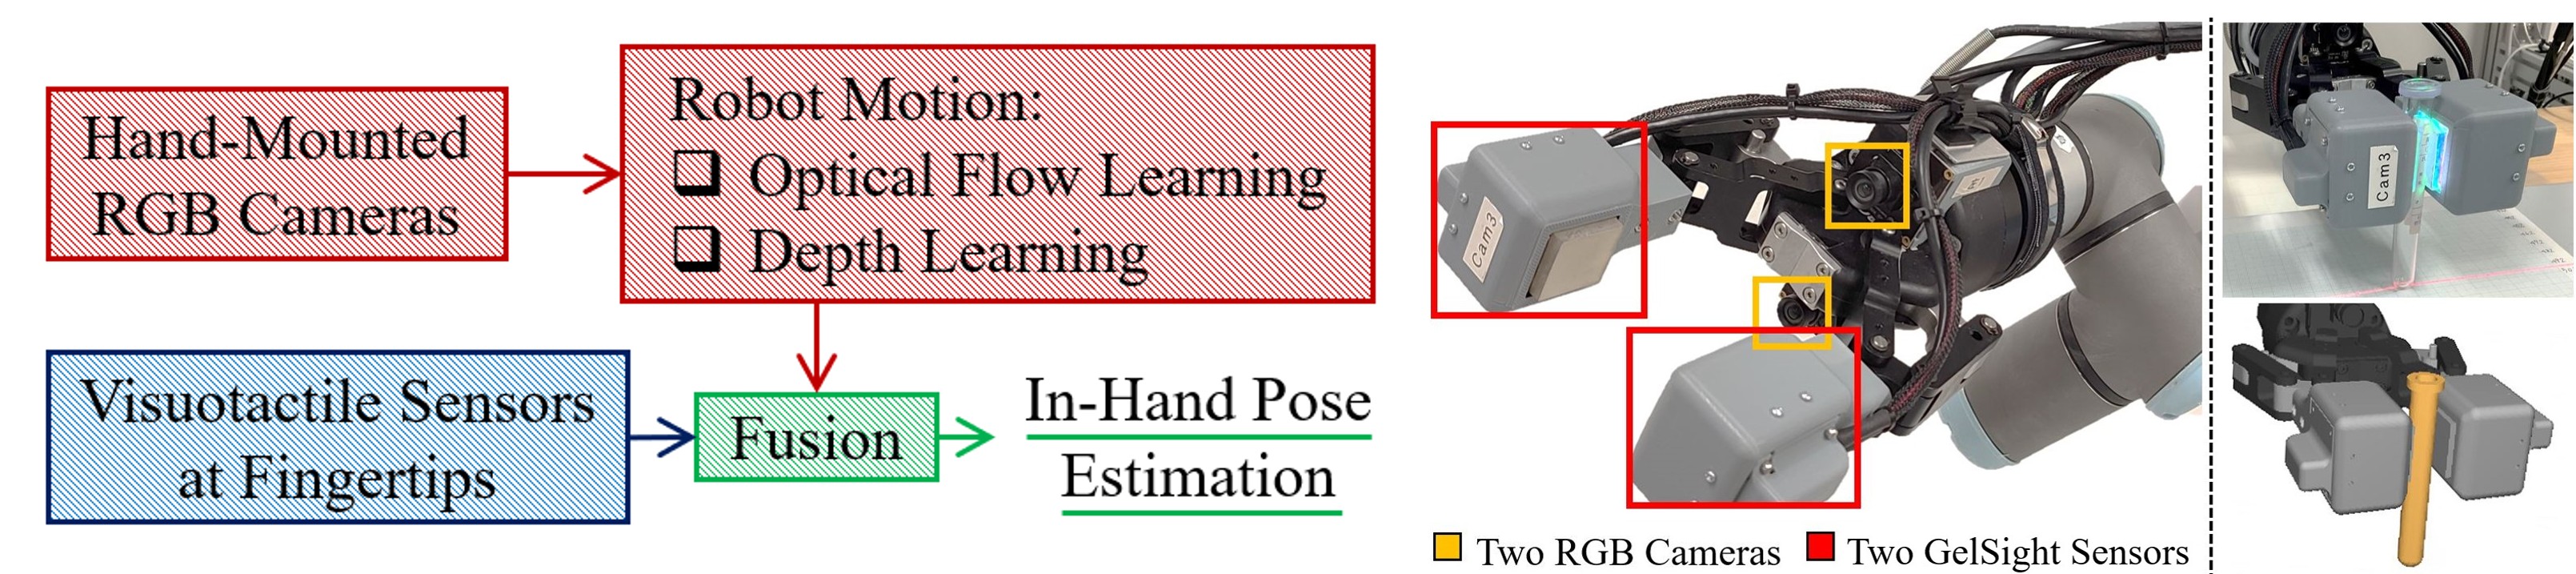 Hand-Mounted
RGB Cameras
Robot Motion:
❑ Optical Flow Learning
❑ Depth Learning
Visuotactile Sensors
at Fingertips
Fusion
In-Hand Pose
Estimation
Cam3
Two RGB Cameras
Two GelSight Sensors
Cam3